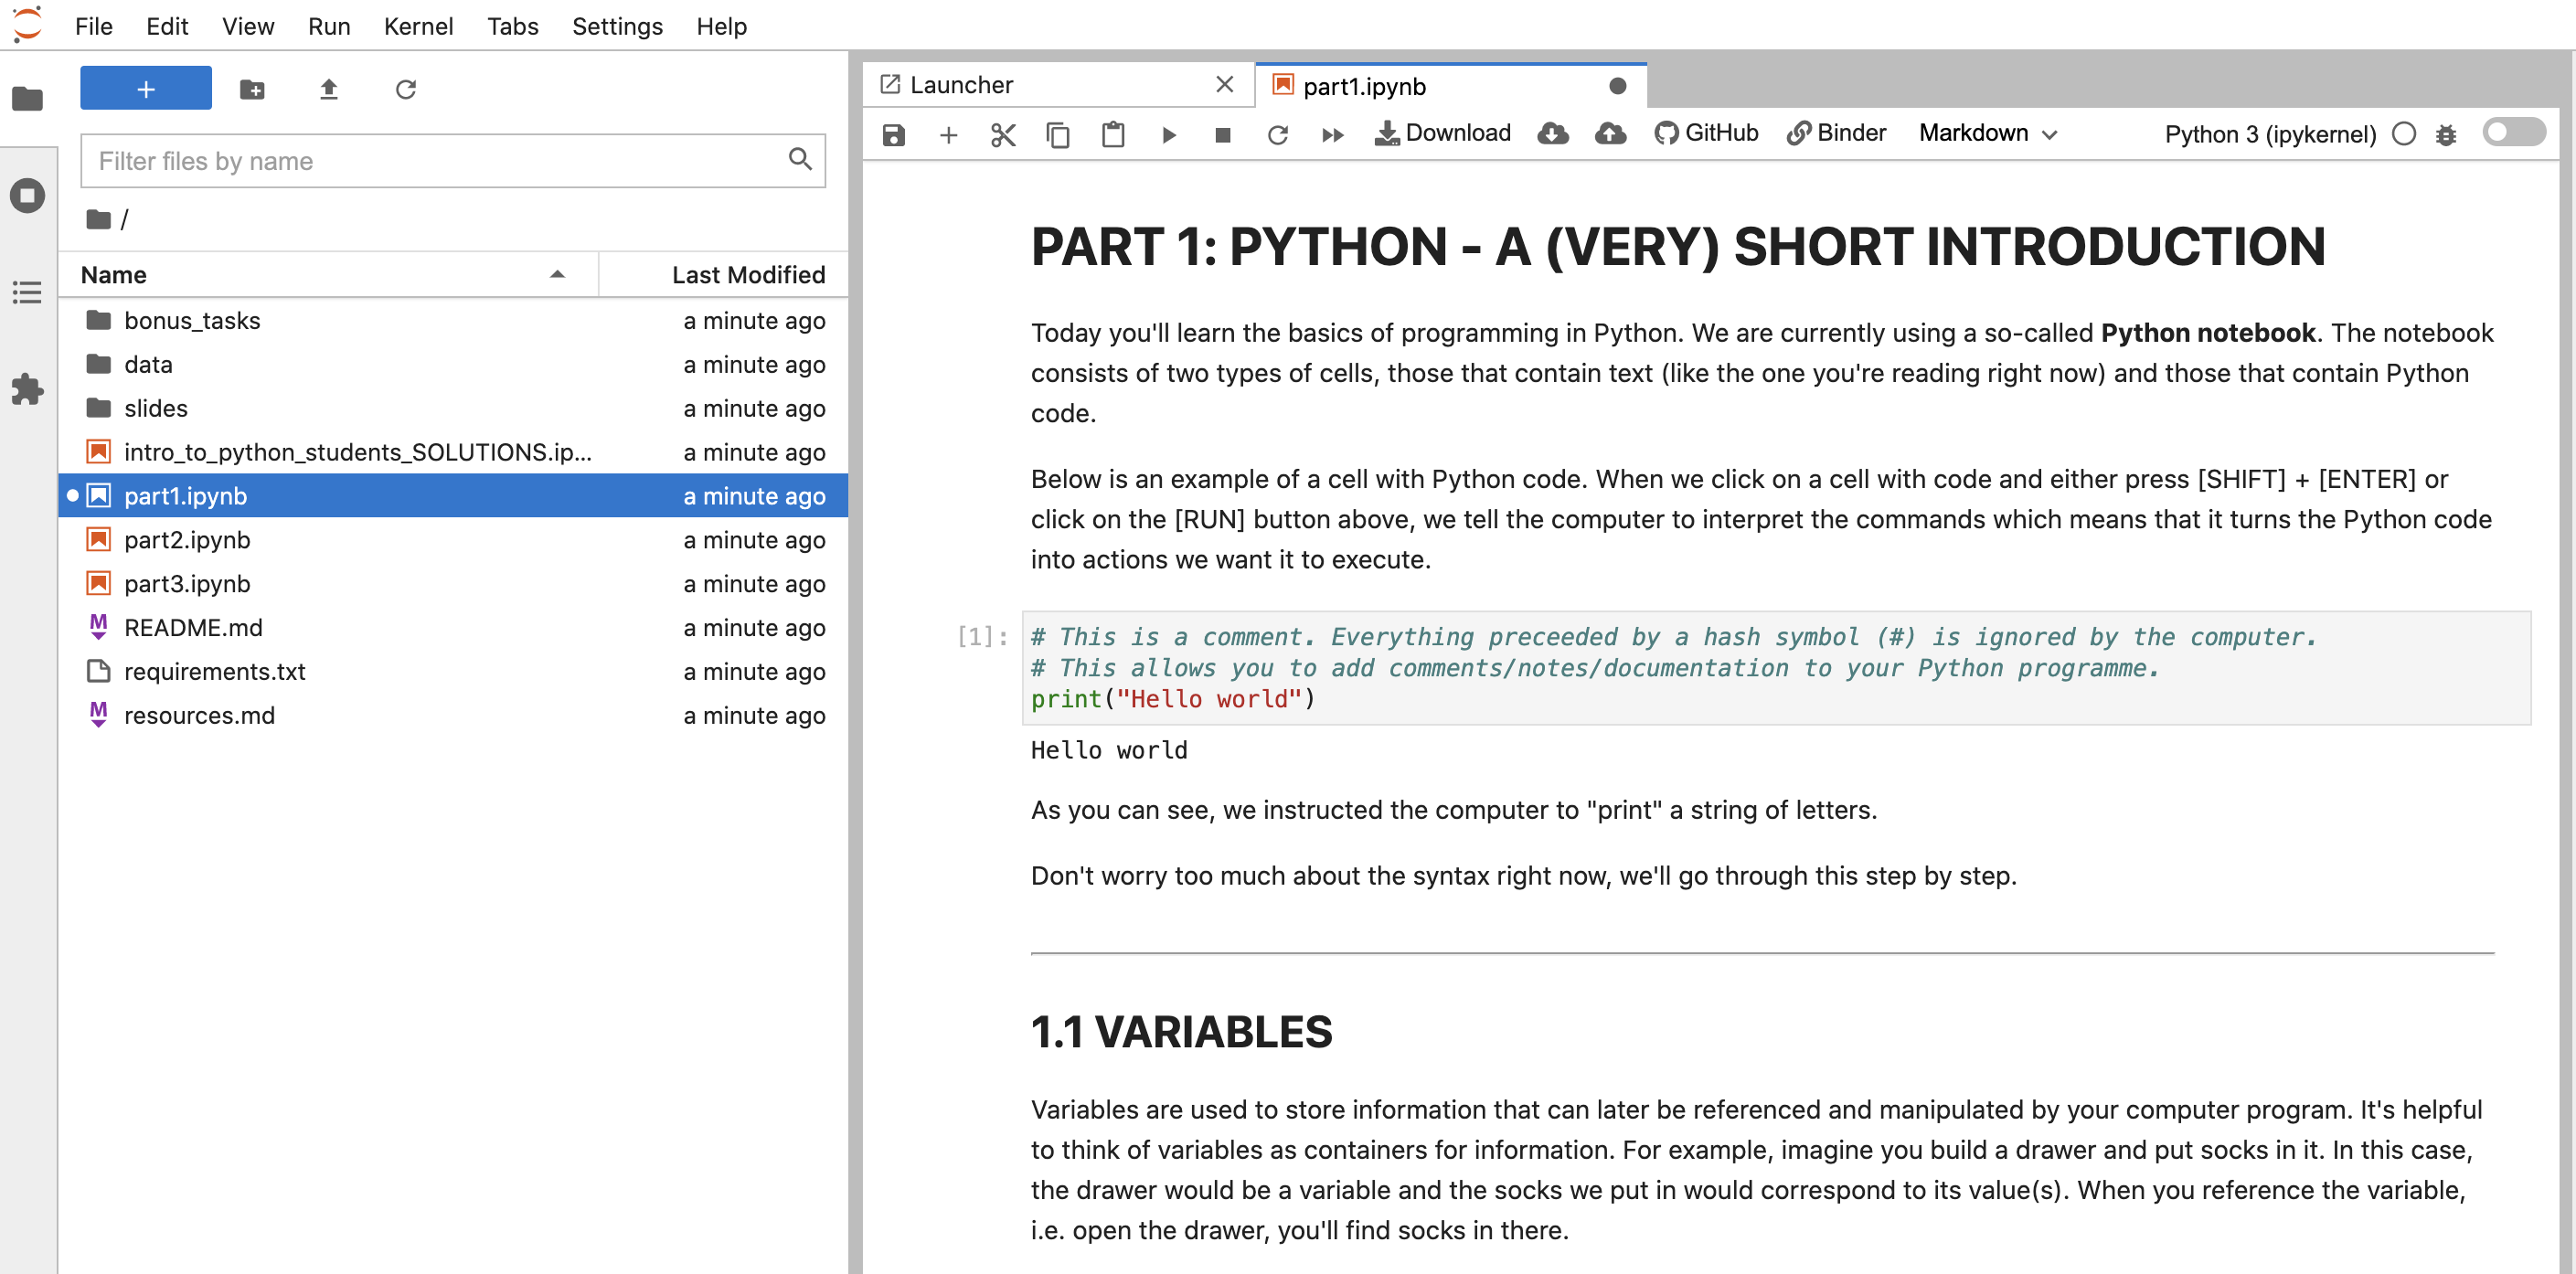 File Edit View Run Kernel Tabs Settings Help
Filter files by name
/
Name Last Modified
bonus_tasks a minute ago
data a minute ago
slides a minute ago
intro_to_python_students_SOLUTIONS.ip... a minute ago
part1.ipynb a minute ago
part2.ipynb a minute ago
part3.ipynb a minute ago
README.md a minute ago
requirements.txt a minute ago
resources.md a minute ago
Launcher part1.ipynb
Download GitHub Binder Markdown Python 3 (ipykernel)
PART 1: PYTHON - A (VERY) SHORT INTRODUCTION
Today you'll learn the basics of programming in Python. We are currently using a so-called Python notebook. The notebook
consists of two types of cells, those that contain text (like the one you're reading right now) and those that contain Python
code.
Below is an example of a cell with Python code. When we click on a cell with code and either press [SHIFT] + [ENTER] or
click on the [RUN] button above, we tell the computer to interpret the commands which means that it turns the Python code
into actions we want it to execute.
[1]: # This is a comment. Everything preceeded by a hash symbol (#) is ignored by the computer.
# This allows you to add comments/notes/documentation to your Python programme.
print("Hello world")
Hello world
As you can see, we instructed the computer to "print" a string of letters.
Don't worry too much about the syntax right now, we'll go through this step by step.
1.1 VARIABLES
Variables are used to store information that can later be referenced and manipulated by your computer program. It's helpful
to think of variables as containers for information. For example, imagine you build a drawer and put socks in it. In this case,
the drawer would be a variable and the socks we put in would correspond to its value(s). When you reference the variable,
i.e. open the drawer, you'll find socks in there.